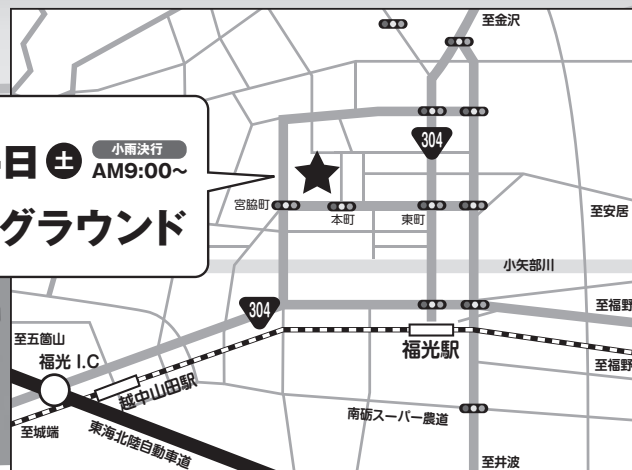 至金沢
日 土 小雨決行
AM9:00〜
304
グラウンド
宮脇町
本町
東町
至安居
小矢部川
304
至福野
至五箇山
福光駅
福光 I.C
至福野
越中山田駅
南砺スーパー農道
至城端
東海北陸自動車道
至井波